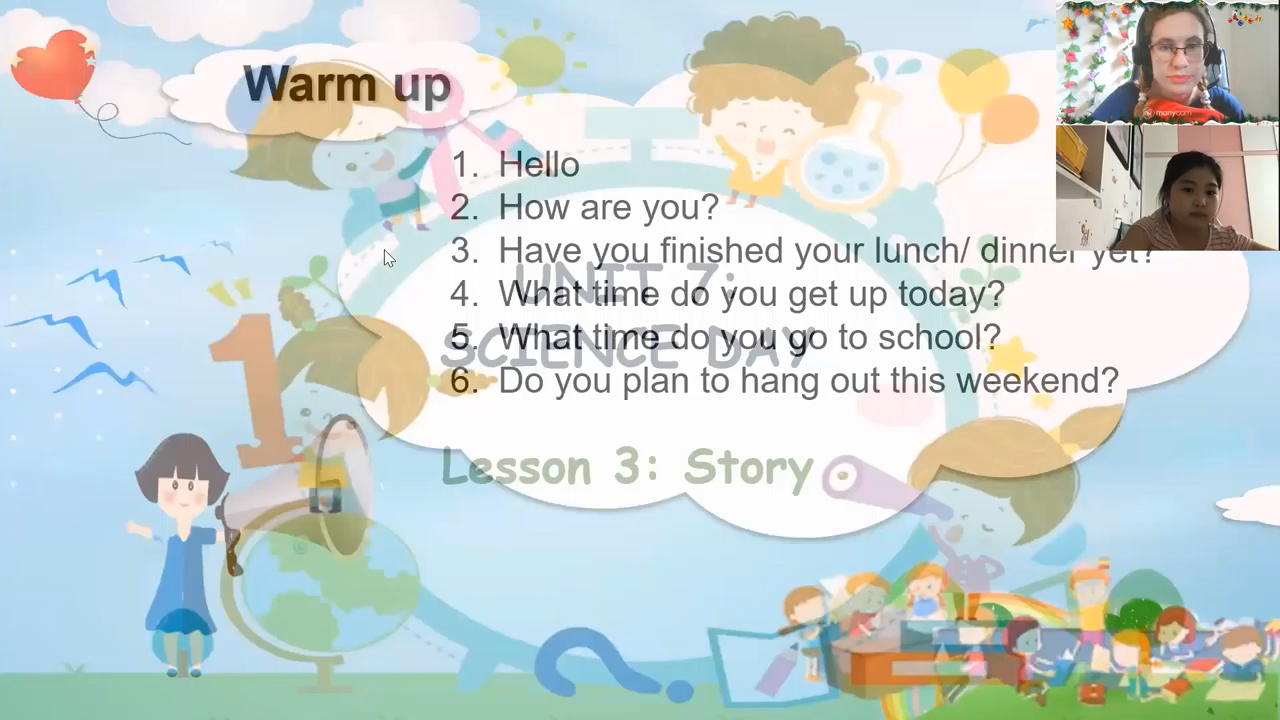 Warm up
1. Hello
2. How are you?
3. Have you finished your lunch/ dinner yet?
4. What time do you get up today?
5. What time do you go to school?
6. Do you plan to hang out this weekend?
UNIT 7:
SCIENCE DAY
Lesson 3: Story
manycam
1